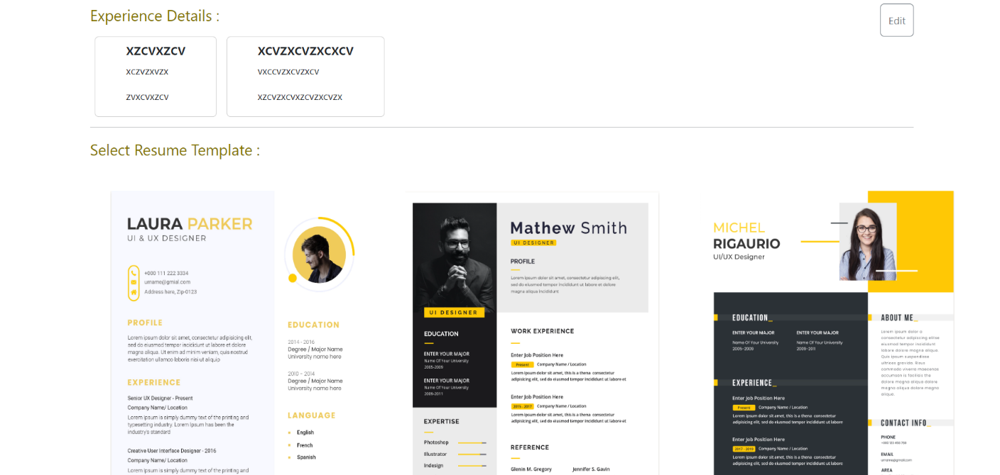 Experience Details :
Edit
XZCVXZCV
XCZVZXVZX
ZVXCVXZCV
XCVZXCVZXCXCV
VXCCVZXCVZXCV
XZCVZXCVXZCVZXCVZX
Select Resume Template :
LAURA PARKER
UI & UX DESIGNER
+000 111 222 3334
urname@gmial.com
Address here, Zip-0123
PROFILE
Lorem ipsum dolor sit amet, consectetur adipiscing elit,
sed do eiusmod tempor incididunt ut labore et dolore
magna aliqua. Ut enim ad minim veniam, quis nostrud
exercitation ullamco laboris nisi ut aliquip
EXPERIENCE
Senior UX Designer - Present
Company Name/ Location
Lorem Ipsum is simply dummy text of the printing and
typesetting industry. Lorem Ipsum has been the
industry's standard
Creative User Interface Designer - 2016
Company Name/ Location
Lorem Ipsum is simply dummy text of the printing and
EDUCATION
2014 - 2016
Degree / Major Name
University name here
2010 - 2014
Degree / Major Name
University name here
LANGUAGE
English
French
Spanish
UI DESIGNER
EDUCATION
ENTER YOUR MAJOR
Name Of Your University
2005-2009
ENTER YOUR MAJOR
Name Of Your University
2009-2011
EXPERTISE
Photoshop
Illustrator
Indesign
Mathew Smith
UI DESIGNER
PROFILE
Lorem ipsum dolor sit amet, consectetur adipiscing elit,
sed do eiusmod tempor incididunt ut labore et dolore
magna aliqua incididunt
WORK EXPERIENCE
Enter Job Position Here
Present Company Name / Location
Lorem ipsum dolor sit amet, this is a thena consectetur
adipiscing elit, sed do eiusmod tempor incididunt ut labore et
Enter Job Position Here
2015 - 2017 Company Name / Location
Lorem ipsum dolor sit amet, this is a thena consectetur
adipiscing elit, sed do eiusmod tempor incididunt ut labore et
REFERENCE
Glenin M. Gregory Jennifer S. Gavin
MICHEL
RIGAURIO
UI/UX Designer
EDUCATION_
ENTER YOUR MAJOR ENTER YOUR MAJOR
Name Of Your University Name Of Your University
2005-2009 2009-2011
EXPERIENCE_
Enter Job Position Here
Present Company Name / Location
Lorem ipsum dolor sit amet, this is a thena consectetur
adipiscing elit, sed do eiusmod tempor incididunt ut labore
Enter Job Position Here
2017 - 2019 Company Name / Location
Lorem ipsum dolor sit amet, this is a thena consectetur
adipiscing elit, sed do eiusmod tempor incididunt ut labore
ABOUT ME_
Lorem ipsum dolor a
consectetur adipiscing elitse
eiusmod tempor incididunt
labore dolore magna aliqua.
Quis ipsum suspendisse
ultrices gravida. Risus
commodo viverra maecenas
accumsan is facilisis the
dolore magna aliqua dolore
magna aliqua dolore magna
aliqua.
CONTACT INFO_
PHONE
+000 123 456 789
EMAIL
urname@gmail.com
AREA